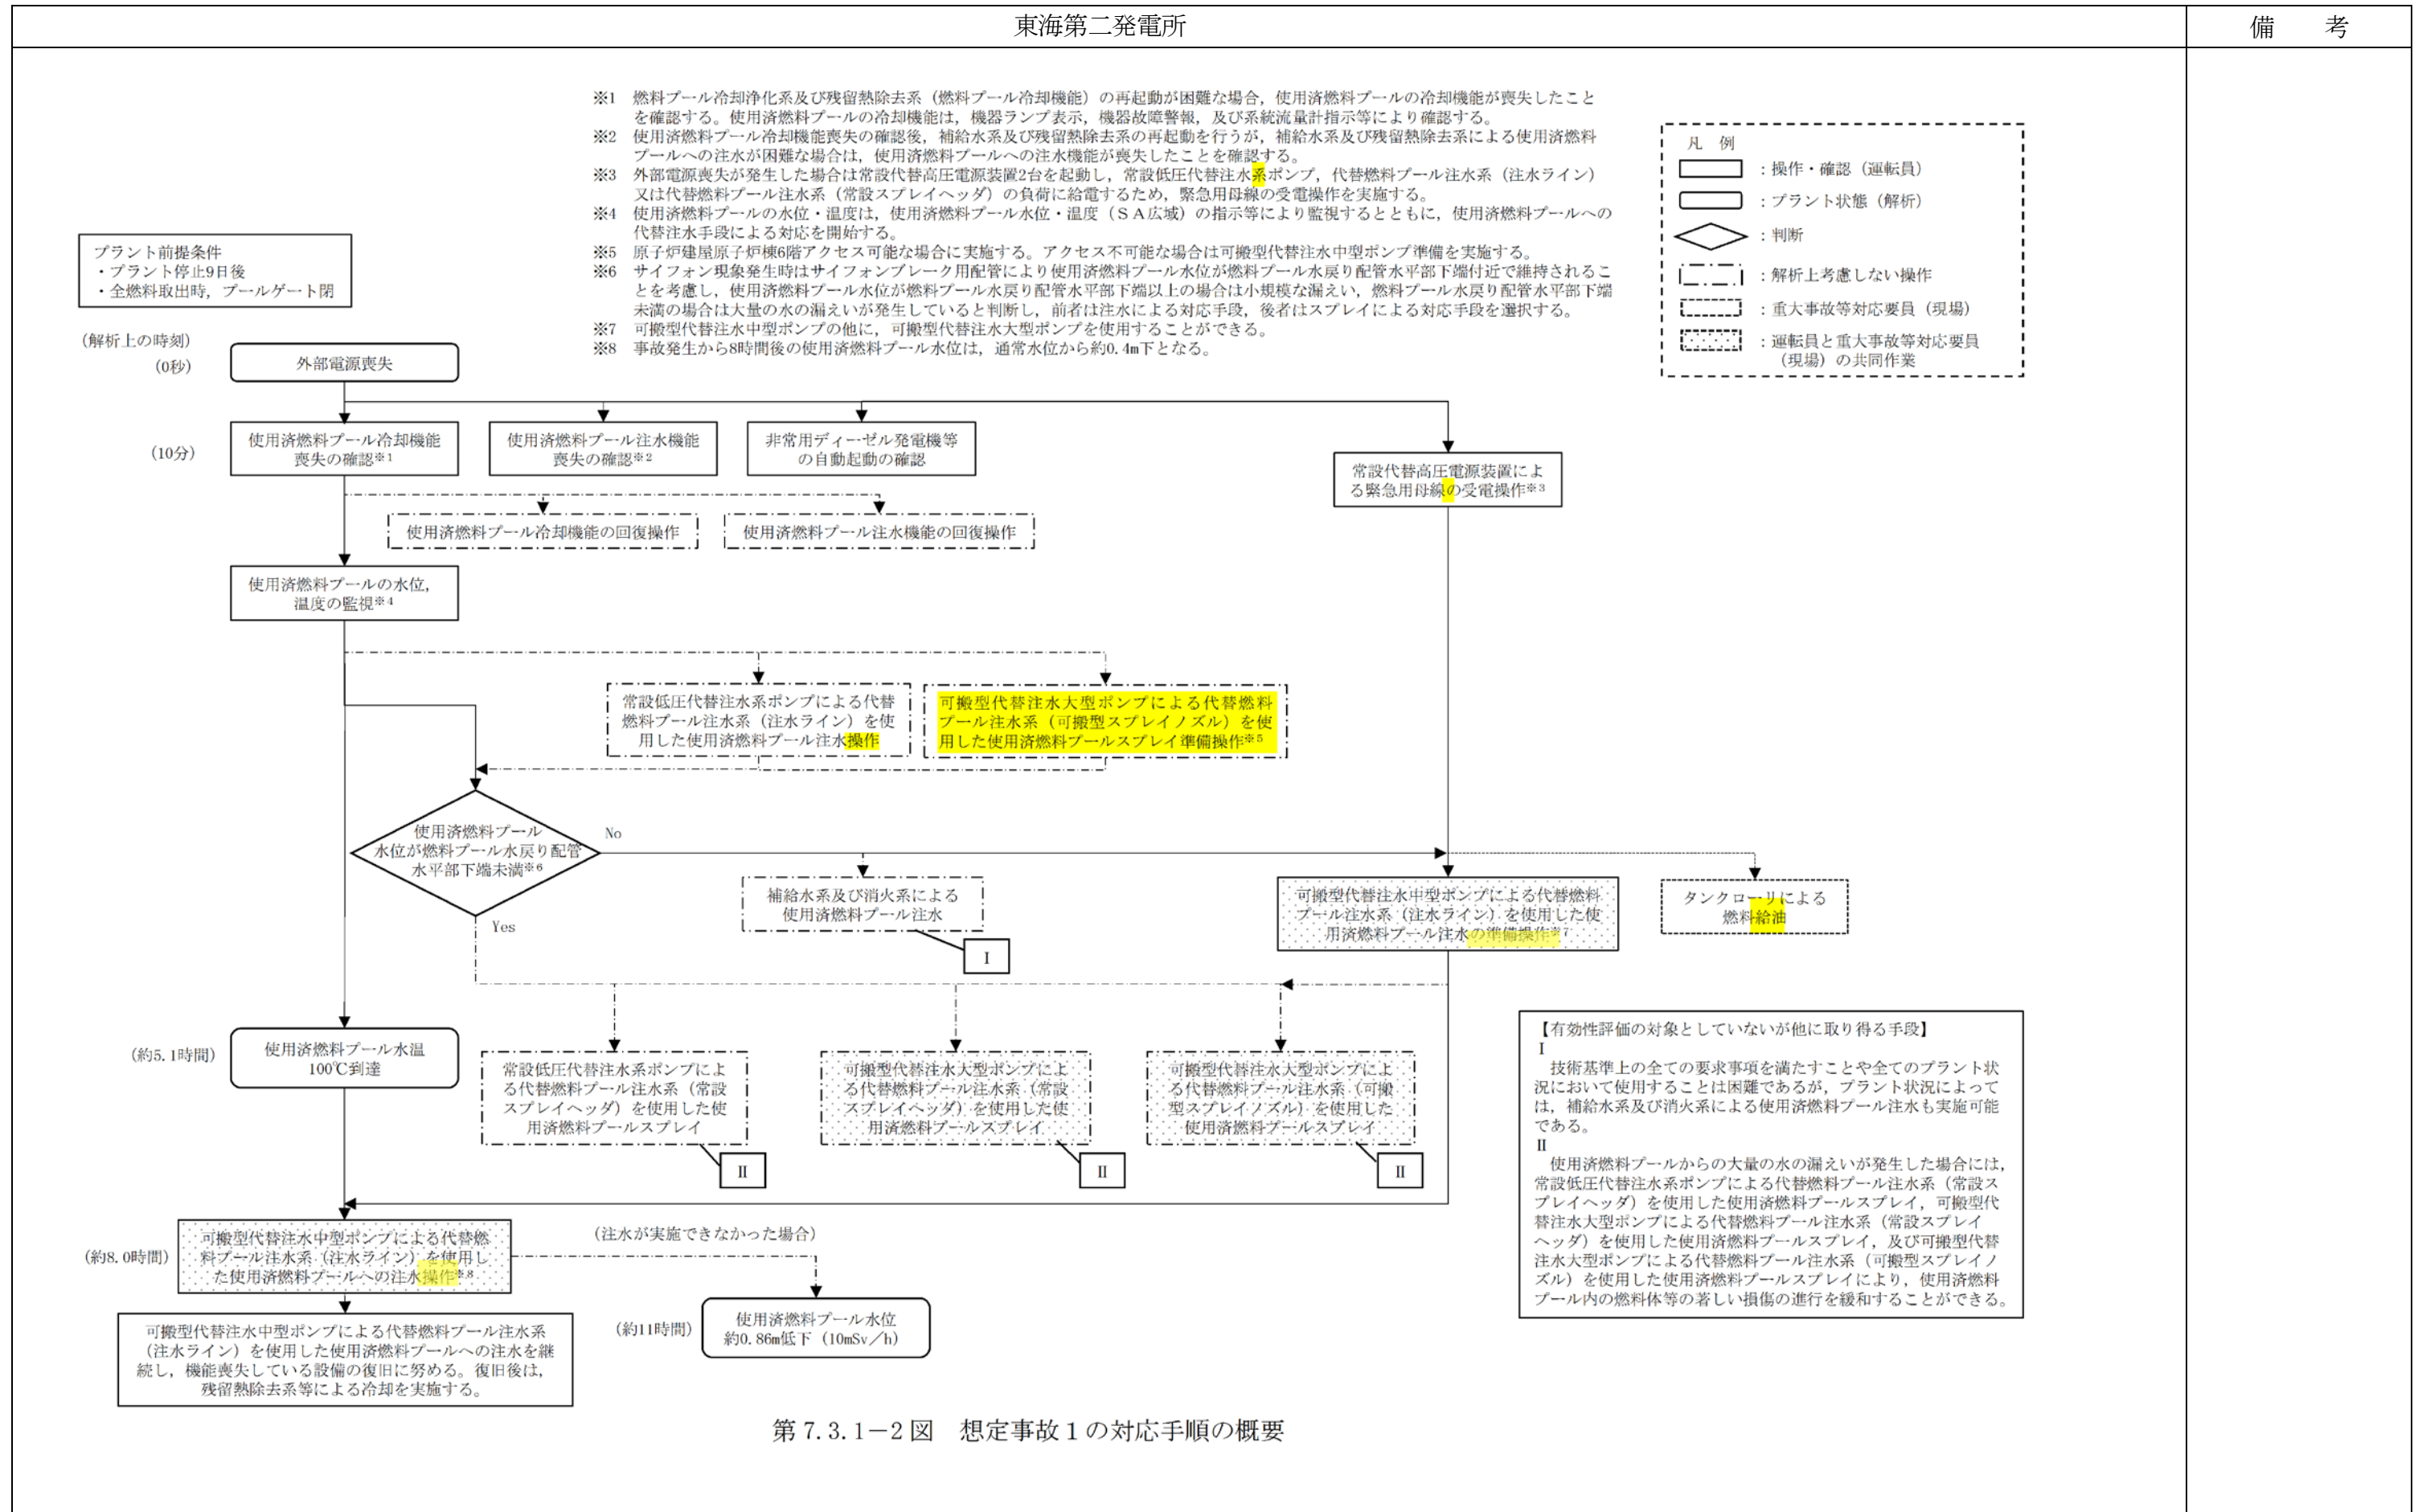 東海第二発電所
備　　考
※1　燃料プール冷却浄化系及び残留熱除去系（燃料プール冷却機能）の再起動が困難な場合，使用済燃料プールの冷却機能が喪失したこと
を確認する。使用済燃料プールの冷却機能は，機器ランプ表示，機器故障警報，及び系統流量計指示等により確認する。
※2　使用済燃料プール冷却機能喪失の確認後，補給水系及び残留熱除去系の再起動を行うが，補給水系及び残留熱除去系による使用済燃料
プールへの注水が困難な場合は，使用済燃料プールへの注水機能が喪失したことを確認する。
※3　外部電源喪失が発生した場合は常設代替高圧電源装置2台を起動し，常設低圧代替注水系ポンプ，代替燃料プール注水系（注水ライン）
又は代替燃料プール注水系（常設スプレイヘッダ）の負荷に給電するため，緊急用母線の受電操作を実施する。
※4　使用済燃料プールの水位・温度は，使用済燃料プール水位・温度（ＳＡ広域）の指示等により監視するとともに，使用済燃料プールへの
代替注水手段による対応を開始する。
※5　原子炉建屋原子炉棟6階アクセス可能な場合に実施する。アクセス不可能な場合は可搬型代替注水中型ポンプ準備を実施する。
※6　サイフォン現象発生時はサイフォンブレーク用配管により使用済燃料プール水位が燃料プール水戻り配管水平部下端付近で維持されるこ
とを考慮し，使用済燃料プール水位が燃料プール水戻り配管水平部下端以上の場合は小規模な漏えい，燃料プール水戻り配管水平部下端
未満の場合は大量の水の漏えいが発生していると判断し，前者は注水による対応手段，後者はスプレイによる対応手段を選択する。
※7　可搬型代替注水中型ポンプの他に，可搬型代替注水大型ポンプを使用することができる。
※8　事故発生から8時間後の使用済燃料プール水位は，通常水位から約0.4m下となる。
凡　例
：操作・確認（運転員）
：プラント状態（解析）
：判断
：解析上考慮しない操作
：重大事故等対応要員（現場）
：運転員と重大事故等対応要員
（現場）の共同作業
プラント前提条件
・プラント停止9日後
・全燃料取出時，プールゲート閉
（解析上の時刻）
（0秒）
外部電源喪失
（10分）
使用済燃料プール冷却機能
喪失の確認※1
使用済燃料プール注水機能
喪失の確認※2
非常用ディーゼル発電機等
の自動起動の確認
常設代替高圧電源装置によ
る緊急用母線の受電操作※3
使用済燃料プール冷却機能の回復操作
使用済燃料プール注水機能の回復操作
使用済燃料プールの水位，
温度の監視※4
常設低圧代替注水系ポンプによる代替
燃料プール注水系（注水ライン）を使
用した使用済燃料プール注水操作
可搬型代替注水大型ポンプによる代替燃料
プール注水系（可搬型スプレイノズル）を使
用した使用済燃料プールスプレイ準備操作※5
使用済燃料プール
水位が燃料プール水戻り配管
水平部下端未満※6
No
Yes
補給水系及び消火系による
使用済燃料プール注水
Ⅰ
可搬型代替注水中型ポンプによる代替燃料
プール注水系（注水ライン）を使用した使
用済燃料プール注水の準備操作※7
タンクローリによる
燃料給油
（約5.1時間）
使用済燃料プール水温
100℃到達
常設低圧代替注水系ポンプによ
る代替燃料プール注水系（常設
スプレイヘッダ）を使用した使
用済燃料プールスプレイ
Ⅱ
可搬型代替注水大型ポンプによ
る代替燃料プール注水系（常設
スプレイヘッダ）を使用した使
用済燃料プールスプレイ
Ⅱ
可搬型代替注水大型ポンプによ
る代替燃料プール注水系（可搬
型スプレイノズル）を使用した
使用済燃料プールスプレイ
Ⅱ
【有効性評価の対象としていないが他に取り得る手段】
Ⅰ
技術基準上の全ての要求事項を満たすことや全てのプラント状
況において使用することは困難であるが，プラント状況によって
は，補給水系及び消火系による使用済燃料プール注水も実施可能
である。
Ⅱ
使用済燃料プールからの大量の水の漏えいが発生した場合には，
常設低圧代替注水系ポンプによる代替燃料プール注水系（常設ス
プレイヘッダ）を使用した使用済燃料プールスプレイ，可搬型代
替注水大型ポンプによる代替燃料プール注水系（常設スプレイ
ヘッダ）を使用した使用済燃料プールスプレイ，及び可搬型代替
注水大型ポンプによる代替燃料プール注水系（可搬型スプレイノ
ズル）を使用した使用済燃料プールスプレイにより，使用済燃料
プール内の燃料体等の著しい損傷の進行を緩和することができる。
（約8.0時間）
可搬型代替注水中型ポンプによる代替燃
料プール注水系（注水ライン）を使用し
た使用済燃料プールへの注水操作※8
（注水が実施できなかった場合）
（約11時間）
使用済燃料プール水位
約0.86m低下（10mSv／h）
可搬型代替注水中型ポンプによる代替燃料プール注水系
（注水ライン）を使用した使用済燃料プールへの注水を継
続し，機能喪失している設備の復旧に努める。復旧後は，
残留熱除去系等による冷却を実施する。
第 7.3.1－2 図　想定事故１の対応手順の概要